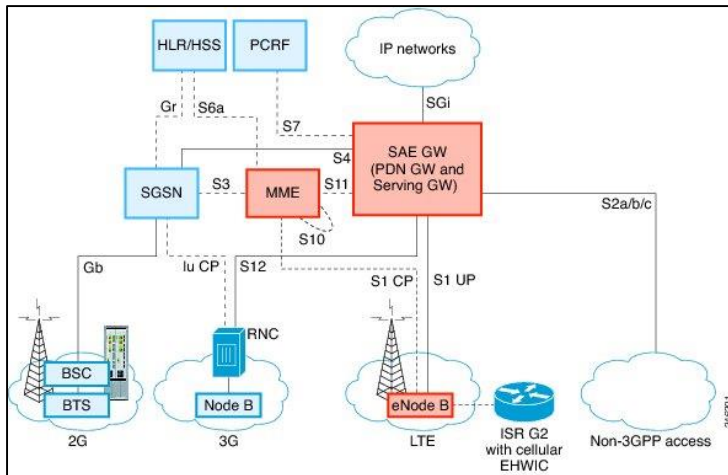 HLR/HSS
PCRF
IP networks
Gr
S6a
SGi
S7
S4
SAE GW
(PDN GW and
Serving GW)
SGSN
S3
MME
S11
S2a/b/c
S10
Gb
Iu CP
S12
S1 CP
S1 UP
RNC
BSC
BTS
Node B
eNode B
2G
3G
LTE
ISR G2
with cellular
EHWIC
Non-3GPP access